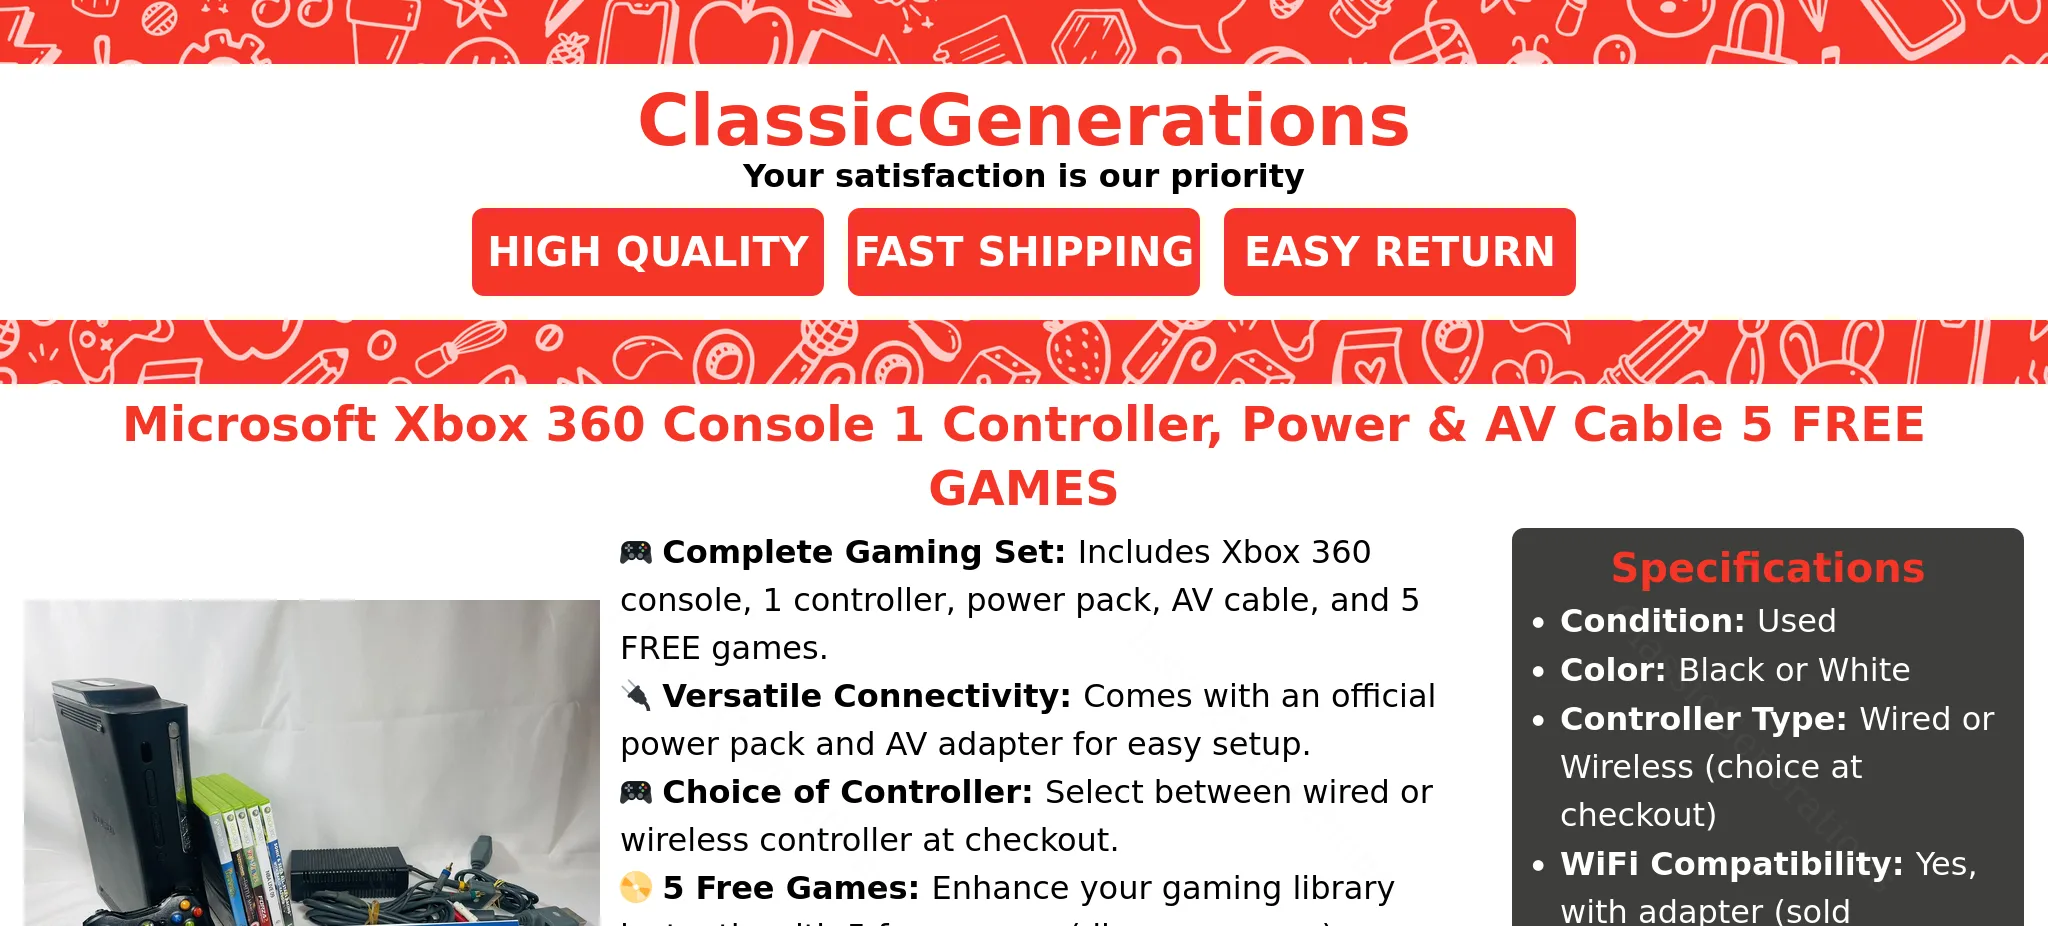 ClassicGenerations
Your satisfaction is our priority
HIGH QUALITY
FAST SHIPPING
EASY RETURN
Microsoft Xbox 360 Console 1 Controller, Power & AV Cable 5 FREE
GAMES
Complete Gaming Set: Includes Xbox 360
console, 1 controller, power pack, AV cable, and 5
FREE games.
Versatile Connectivity: Comes with an official
power pack and AV adapter for easy setup.
Choice of Controller: Select between wired or
wireless controller at checkout.
5 Free Games: Enhance your gaming library
Specifications
• Condition: Used
• Color: Black or White
• Controller Type: Wired or
Wireless (choice at
checkout)
• WiFi Compatibility: Yes,
with adapter (sold